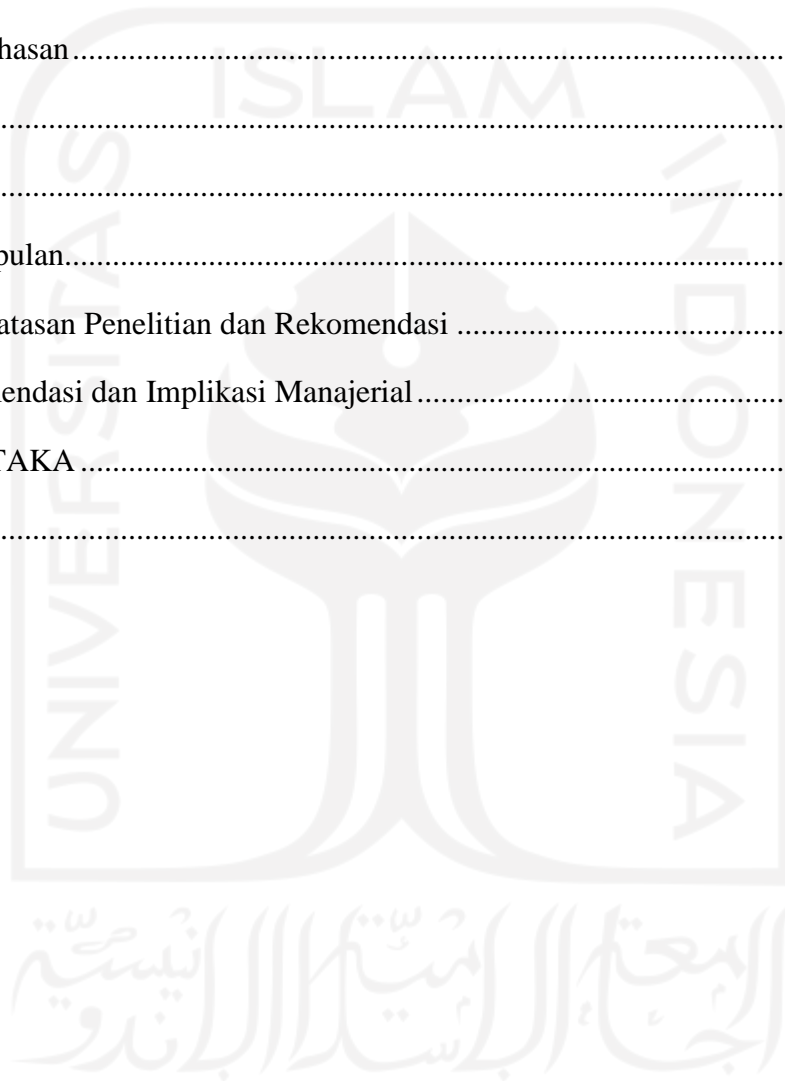 hasan................................................................................
................................................................................
................................................................................
pulan................................................................................
atasan Penelitian dan Rekomendasi ................................................
endasi dan Implikasi Manajerial................................................
TAKA................................................................................
................................................................................
ISLAM
UNIVERSITAS
INDONESIA